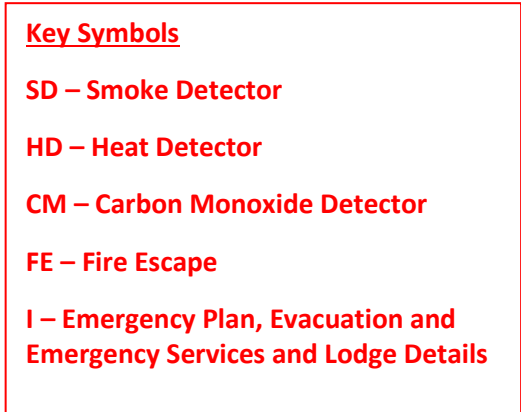 Key Symbols
SD – Smoke Detector
HD – Heat Detector
CM – Carbon Monoxide Detector
FE – Fire Escape
I – Emergency Plan, Evacuation and
Emergency Services and Lodge Details